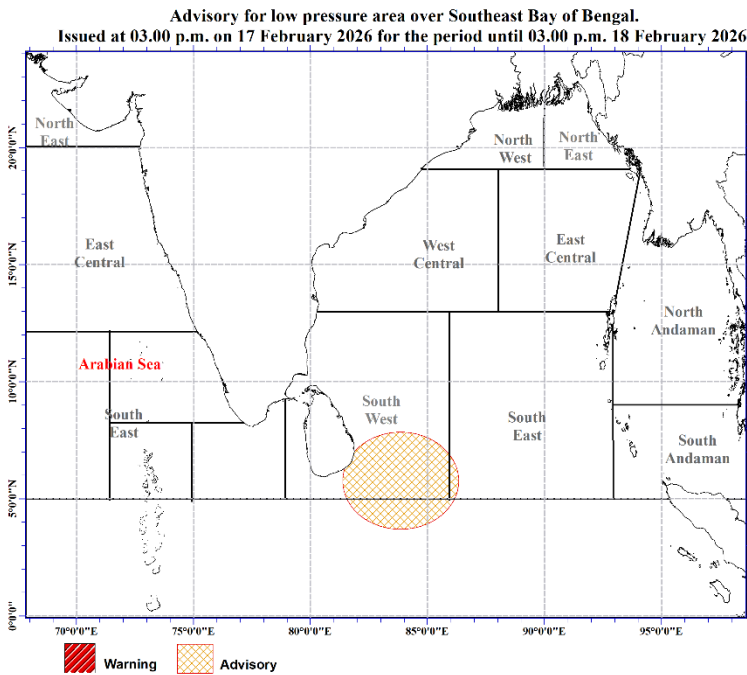 Advisory for low pressure area over Southeast Bay of Bengal.
Issued at 03.00 p.m. on 17 February 2026 for the period until 03.00 p.m. 18 February 2026
North
East
North
West
North
East
20°0'0"N
East
Central
West
Central
East
Central
15°0'0"N
North
Andaman
Arabian Sea
10°0'0"N
South
East
South
West
South
East
South
Andaman
5°0'0"N
0°0'0"
70°0'0"E
75°0'0"E
80°0'0"E
85°0'0"E
90°0'0"E
95°0'0"E
Warning
Advisory